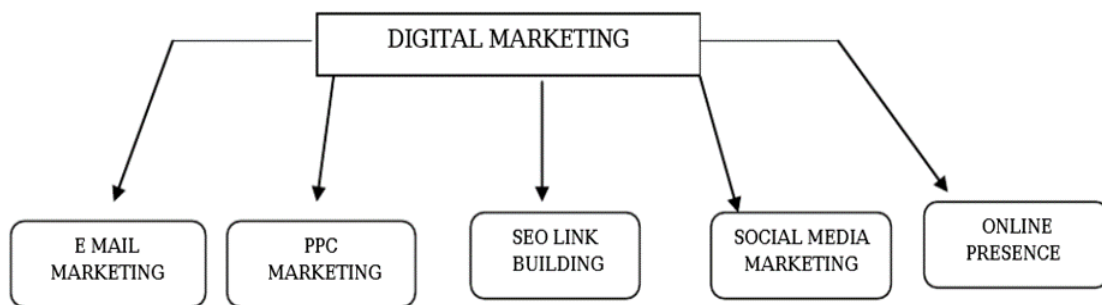 DIGITAL MARKETING
E MAIL
MARKETING
PPC
MARKETING
SEO LINK
BUILDING
SOCIAL MEDIA
MARKETING
ONLINE
PRESENCE